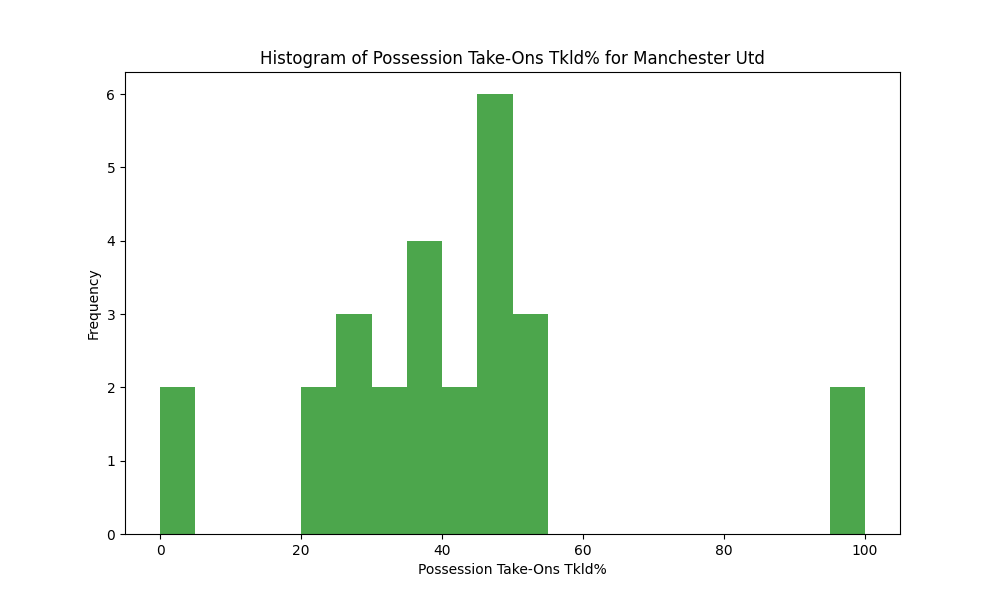 Histogram of Possession Take-Ons Tkld% for Manchester Utd
6
5
4
3
2
1
0
Frequency
0 20 40 60 80 100
Possession Take-Ons Tkld%